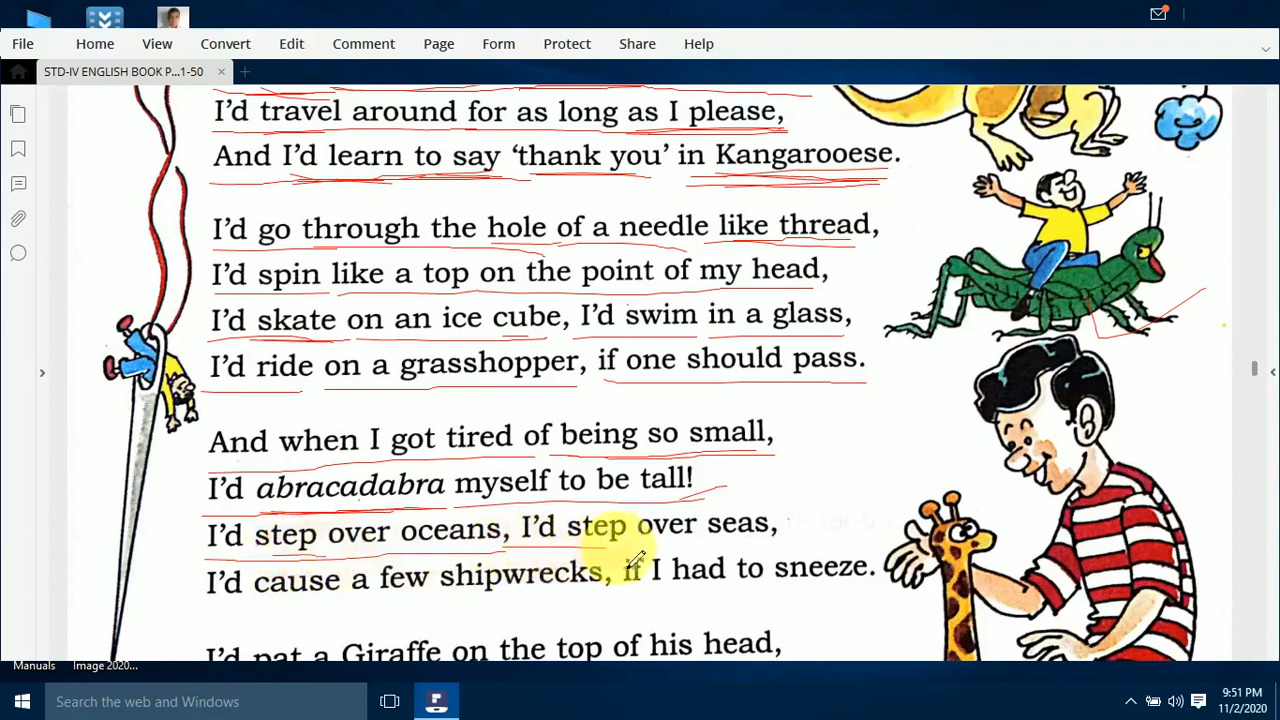 File Home View Convert Edit Comment Page Form Protect Share Help
STD-IV ENGLISH BOOK P...1-50
I'd travel around for as long as I please,
And I'd learn to say 'thank you' in Kangarooese.
I'd go through the hole of a needle like thread,
I'd spin like a top on the point of my head,
I'd skate on an ice cube, I'd swim in a glass,
I'd ride on a grasshopper, if one should pass.
And when I got tired of being so small,
I'd abracadabra myself to be tall!
I'd step over oceans, I'd step over seas,
I'd cause a few shipwrecks, if I had to sneeze.
I'd pat a Giraffe on the top of his head,
Manuals Image 2020...
Search the web and Windows
9:51 PM
11/2/2020